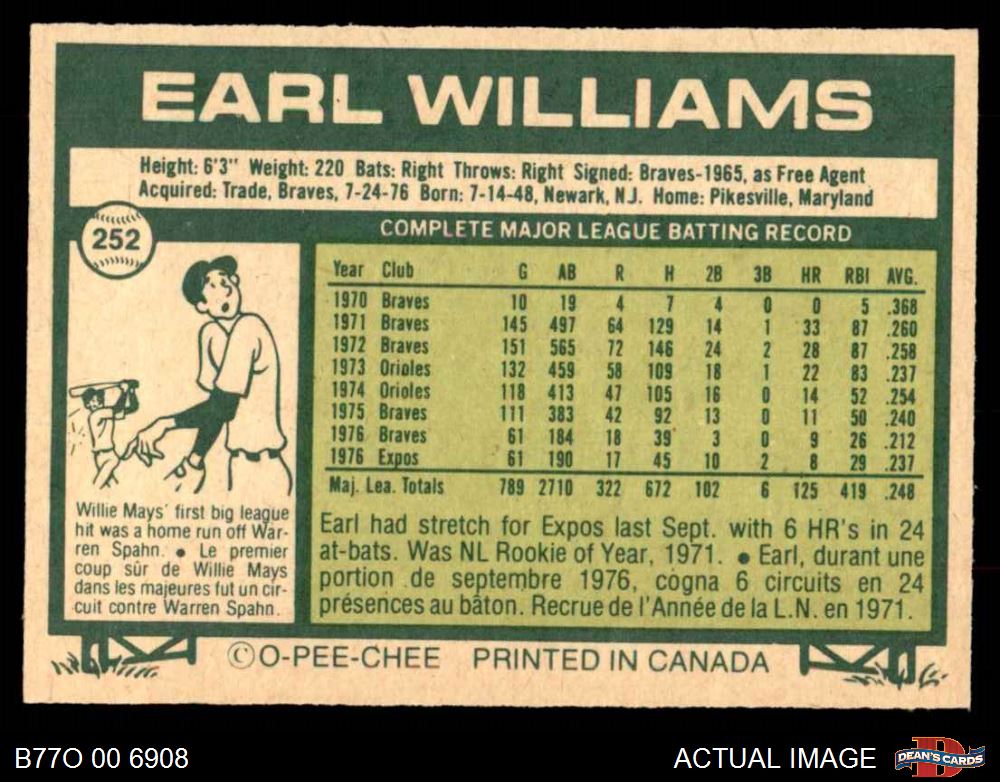 EARL WILLIAMS
Height: 6'3" Weight: 220 Bats: Right Throws: Right Signed: Braves-1965, as Free Agent
Acquired: Trade, Braves, 7-24-76 Born: 7-14-48, Newark, N.J. Home: Pikesville, Maryland
252
COMPLETE MAJOR LEAGUE BATTING RECORD
Year Club G AB R H 2B 3B HR RBI AVG.
1970 Braves 10 19 4 7 4 0 0 5 .368
1971 Braves 145 497 64 129 14 1 33 87 .260
1972 Braves 151 565 72 146 24 2 28 87 .258
1973 Orioles 132 459 58 109 18 1 22 83 .237
1974 Orioles 118 413 47 105 16 0 14 52 .254
1975 Braves 111 383 42 92 13 0 11 50 .240
1976 Braves 61 184 18 39 3 0 9 26 .212
1976 Expos 61 190 17 45 10 2 8 29 .237
Maj. Lea. Totals 789 2710 322 672 102 6 125 419 .248
Earl had stretch for Expos last Sept. with 6 HR's in 24
at-bats. Was NL Rookie of Year, 1971. ● Earl, durant une
portion de septembre 1976, cogna 6 circuits en 24
présences au bâton. Recrue de l'Année de la L.N. en 1971.
Willie Mays' first big league
hit was a home run off War-
ren Spahn. ● Le premier
coup sûr de Willie Mays
dans les majeures fut un cir-
cuit contre Warren Spahn.
©O-PEE-CHEE PRINTED IN CANADA
B77O 00 6908
ACTUAL IMAGE
DEAN'S CARDS